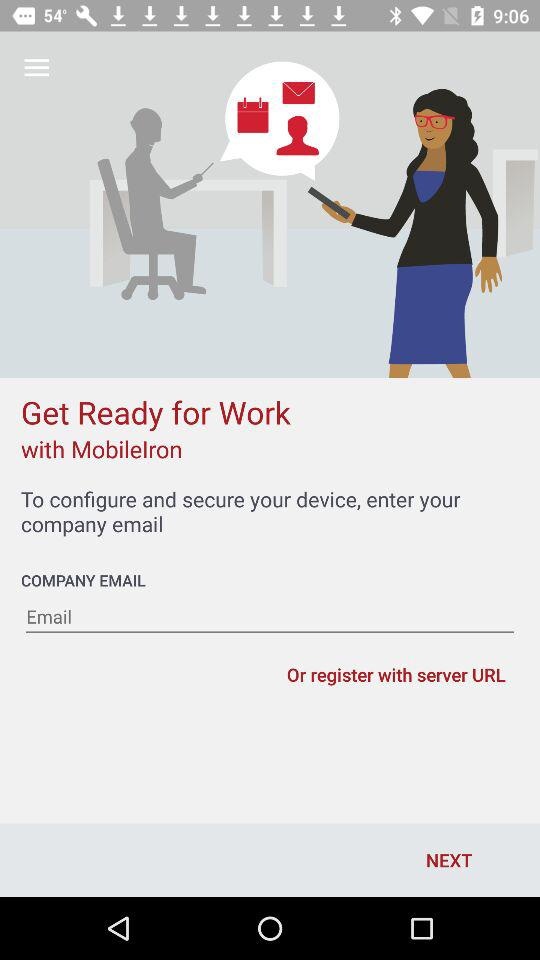 54° 9:06
Get Ready for Work
with MobileIron
To configure and secure your device, enter your
company email
COMPANY EMAIL
Email
Or register with server URL
NEXT